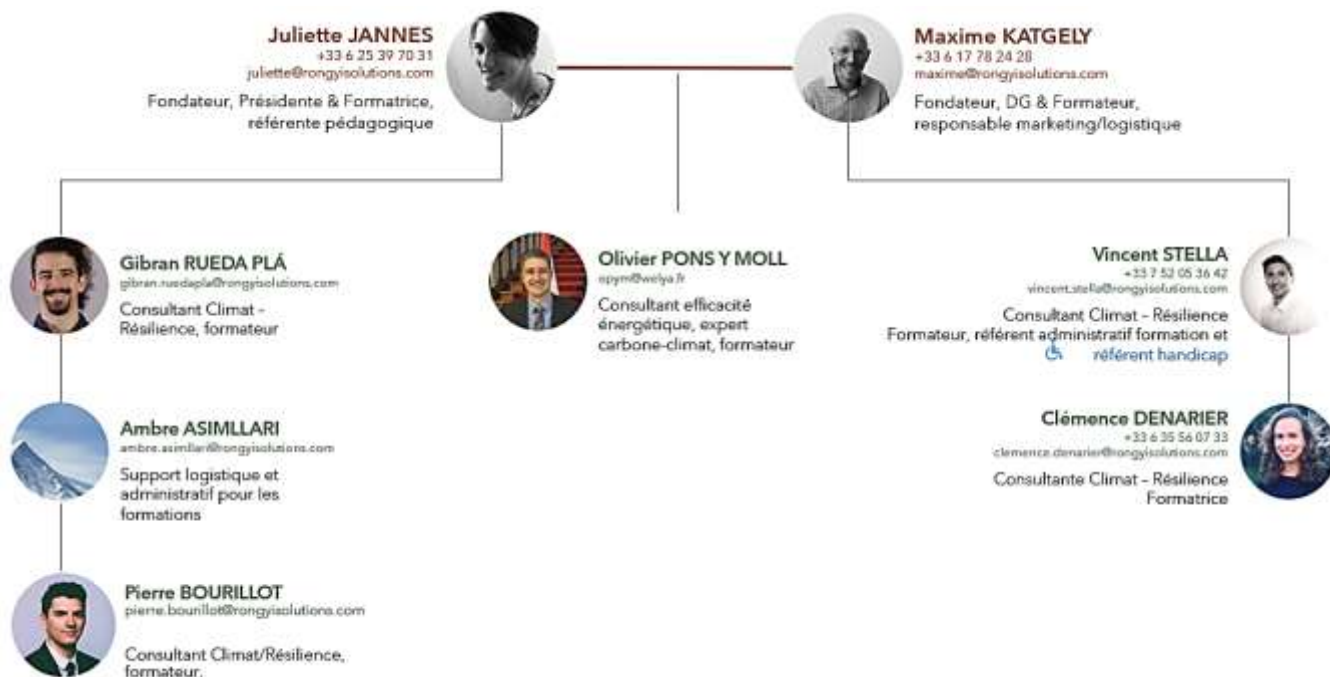 Juliette JANNES
+33 6 25 39 70 31
juliette@rongyisolutions.com
Fondateur, Présidente & Formatrice,
référente pédagogique
Maxime KATGELY
+33 6 17 78 24 28
maxime@rongyisolutions.com
Fondateur, DG & Formateur,
responsable marketing/logistique
Gibran RUEDA PLÁ
gibran.ruedapla@rongyisolutions.com
Consultant Climat -
Résilience, formateur
Olivier PONS Y MOLL
opym@welya.fr
Consultant efficacité
énergétique, expert
carbone-climat, formateur
Vincent STELLA
+33 7 52 05 36 42
vincent.stella@rongyisolutions.com
Consultant Climat - Résilience
Formateur, référent administratif formation et
référent handicap
Ambre ASIMLLARI
ambre.asimllari@rongyisolutions.com
Support logistique et
administratif pour les
formations
Clémence DENARIER
+33 6 35 56 07 33
clemence.denarier@rongyisolutions.com
Consultante Climat - Résilience
Formatrice
Pierre BOURILLOT
pierre.bourillot@rongyisolutions.com
Consultant Climat/Résilience,
formateur.